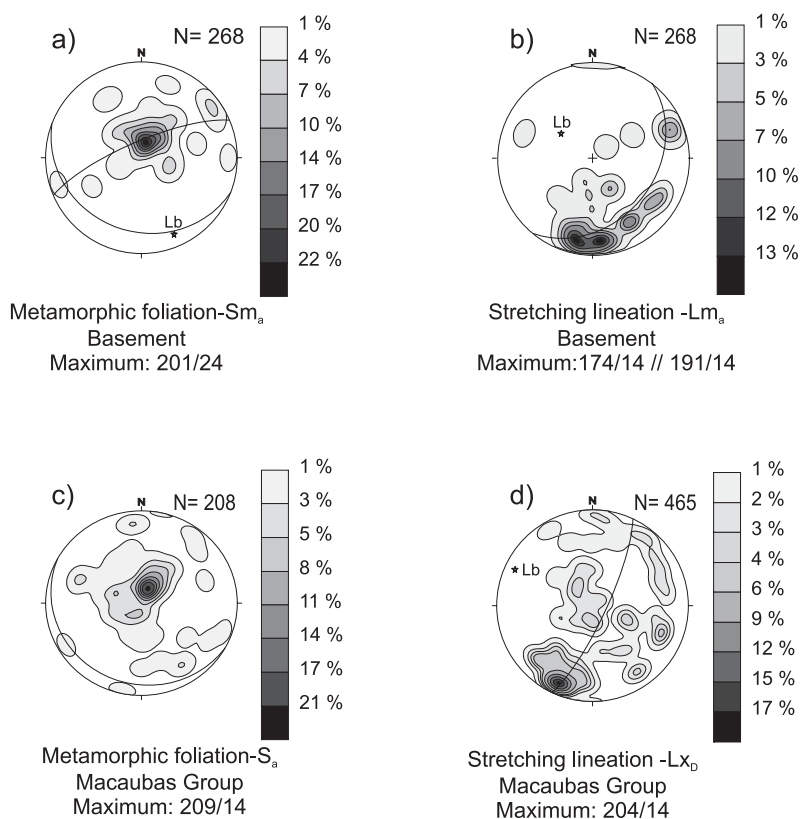 a)
N= 268
N
Lb
1 %
4 %
7 %
10 %
14 %
17 %
20 %
22 %
Metamorphic foliation-Smₐ
Basement
Maximum: 201/24
b)
N= 268
N
Lb
1 %
3 %
5 %
7 %
10 %
12 %
13 %
Stretching lineation -Lmₐ
Basement
Maximum:174/14 // 191/14
c)
N= 208
N
1 %
3 %
5 %
8 %
11 %
14 %
17 %
21 %
Metamorphic foliation-Sₐ
Macaubas Group
Maximum: 209/14
d)
N= 465
N
Lb
1 %
2 %
3 %
4 %
6 %
9 %
12 %
15 %
17 %
Stretching lineation -Lx_D
Macaubas Group
Maximum: 204/14